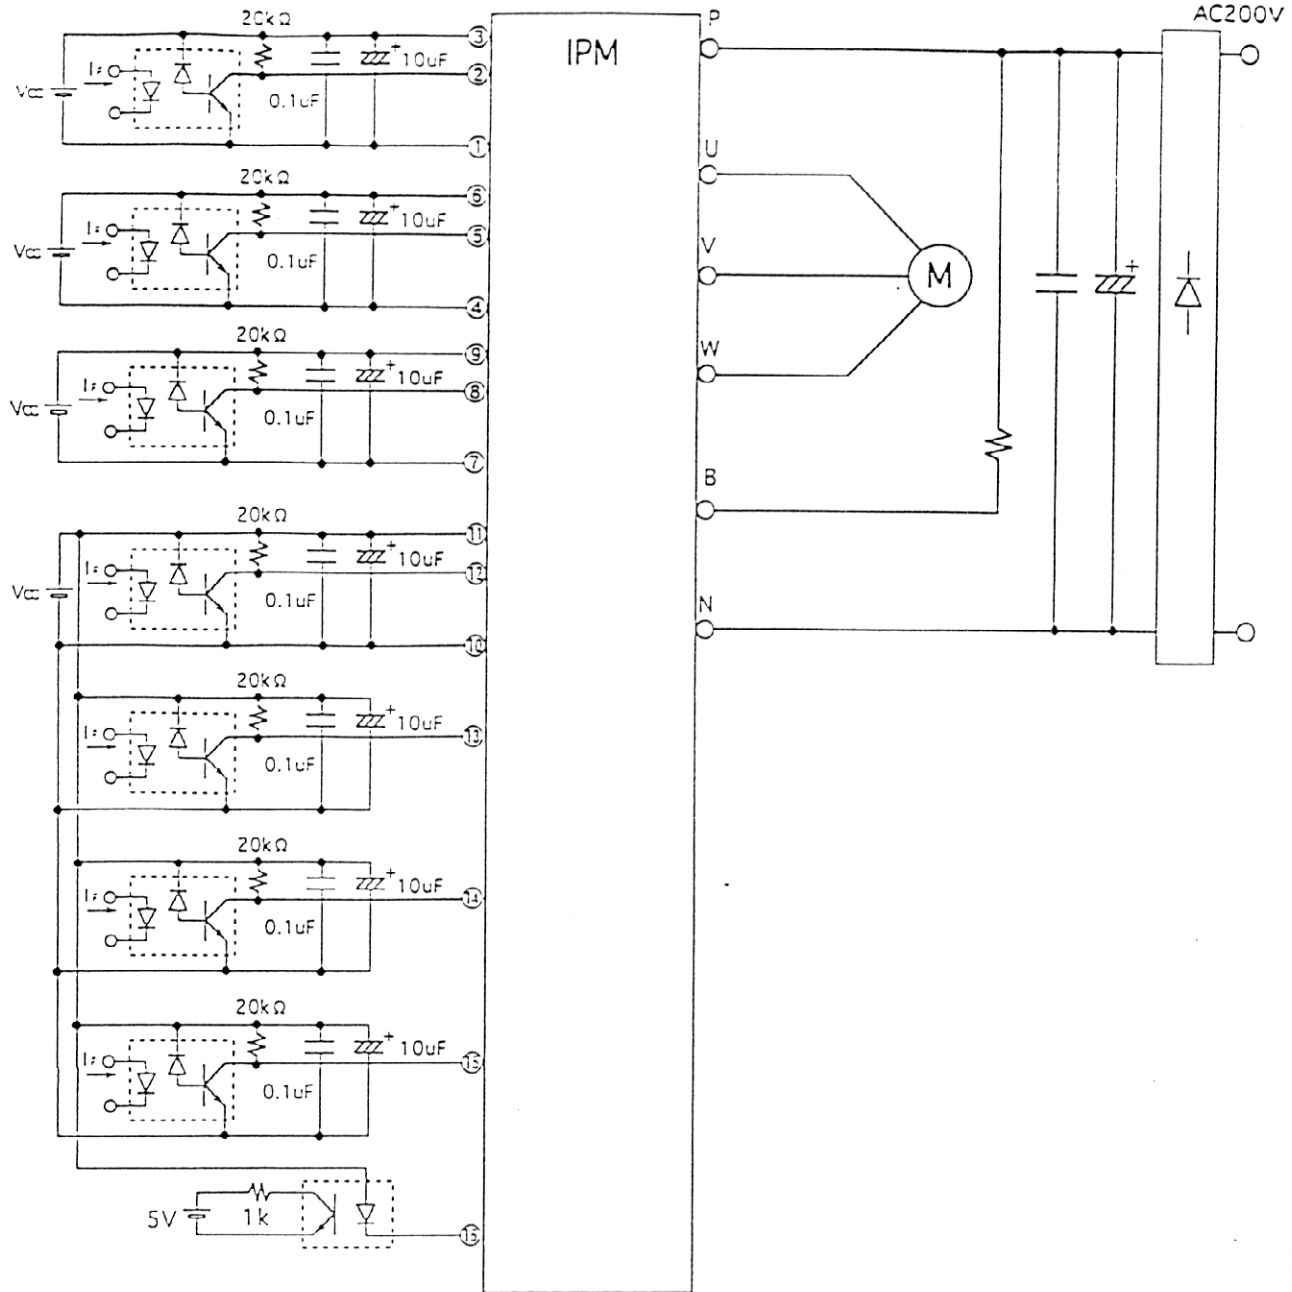 AC200V
IPM
P
U
V
W
B
N
M
+
20kΩ
③
+
10uF
②
IF
Vcc
0.1uF
①
20kΩ
⑥
+
10uF
⑤
IF
Vcc
0.1uF
④
20kΩ
⑨
+
10uF
⑧
IF
Vcc
0.1uF
⑦
20kΩ
⑪
+
10uF
⑫
IF
Vcc
0.1uF
⑩
20kΩ
+
10uF
⑬
IF
0.1uF
20kΩ
+
10uF
⑭
IF
0.1uF
20kΩ
+
10uF
⑮
IF
0.1uF
5V
1k
⑯